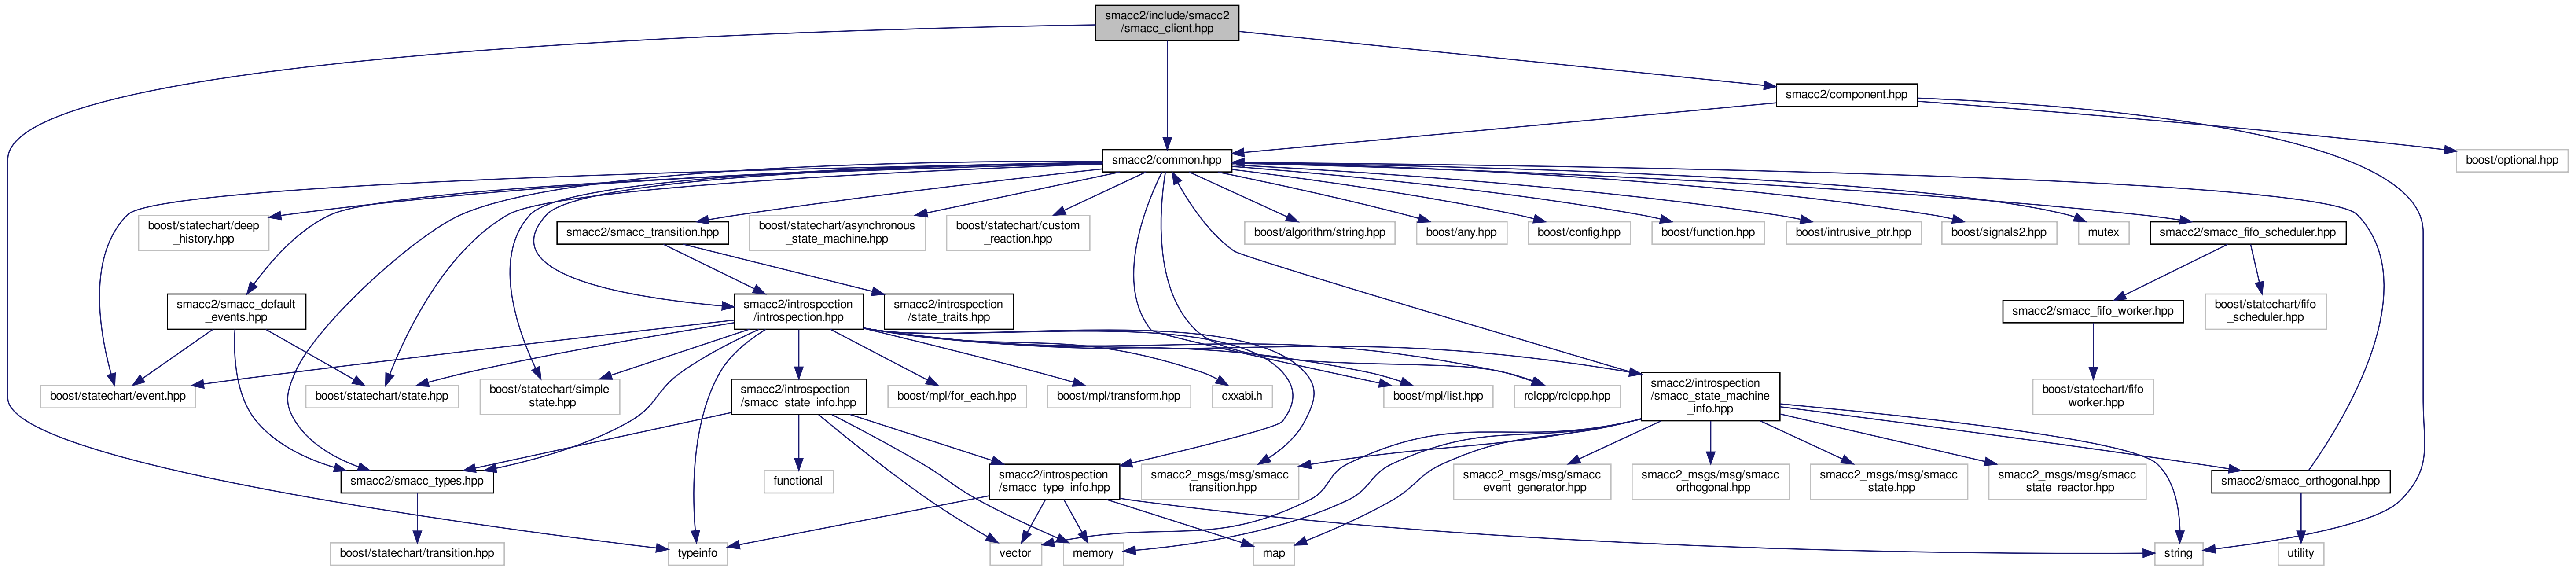 smacc2/include/smacc2
/smacc_client.hpp
smacc2/component.hpp
smacc2/common.hpp
boost/optional.hpp
boost/statechart/deep
_history.hpp
smacc2/smacc_transition.hpp
boost/statechart/asynchronous
_state_machine.hpp
boost/statechart/custom
_reaction.hpp
boost/algorithm/string.hpp
boost/any.hpp
boost/config.hpp
boost/function.hpp
boost/intrusive_ptr.hpp
boost/signals2.hpp
mutex
smacc2/smacc_fifo_scheduler.hpp
smacc2/smacc_default
_events.hpp
smacc2/introspection
/introspection.hpp
smacc2/introspection
/state_traits.hpp
smacc2/smacc_fifo_worker.hpp
boost/statechart/fifo
_scheduler.hpp
boost/statechart/event.hpp
boost/statechart/state.hpp
boost/statechart/simple
_state.hpp
smacc2/introspection
/smacc_state_info.hpp
boost/mpl/for_each.hpp
boost/mpl/transform.hpp
cxxabi.h
boost/mpl/list.hpp
rclcpp/rclcpp.hpp
smacc2/introspection
/smacc_state_machine
_info.hpp
boost/statechart/fifo
_worker.hpp
smacc2/smacc_types.hpp
functional
smacc2/introspection
/smacc_type_info.hpp
smacc2_msgs/msg/smacc
_transition.hpp
smacc2_msgs/msg/smacc
_event_generator.hpp
smacc2_msgs/msg/smacc
_orthogonal.hpp
smacc2_msgs/msg/smacc
_state.hpp
smacc2_msgs/msg/smacc
_state_reactor.hpp
smacc2/smacc_orthogonal.hpp
boost/statechart/transition.hpp
typeinfo
vector
memory
map
string
utility